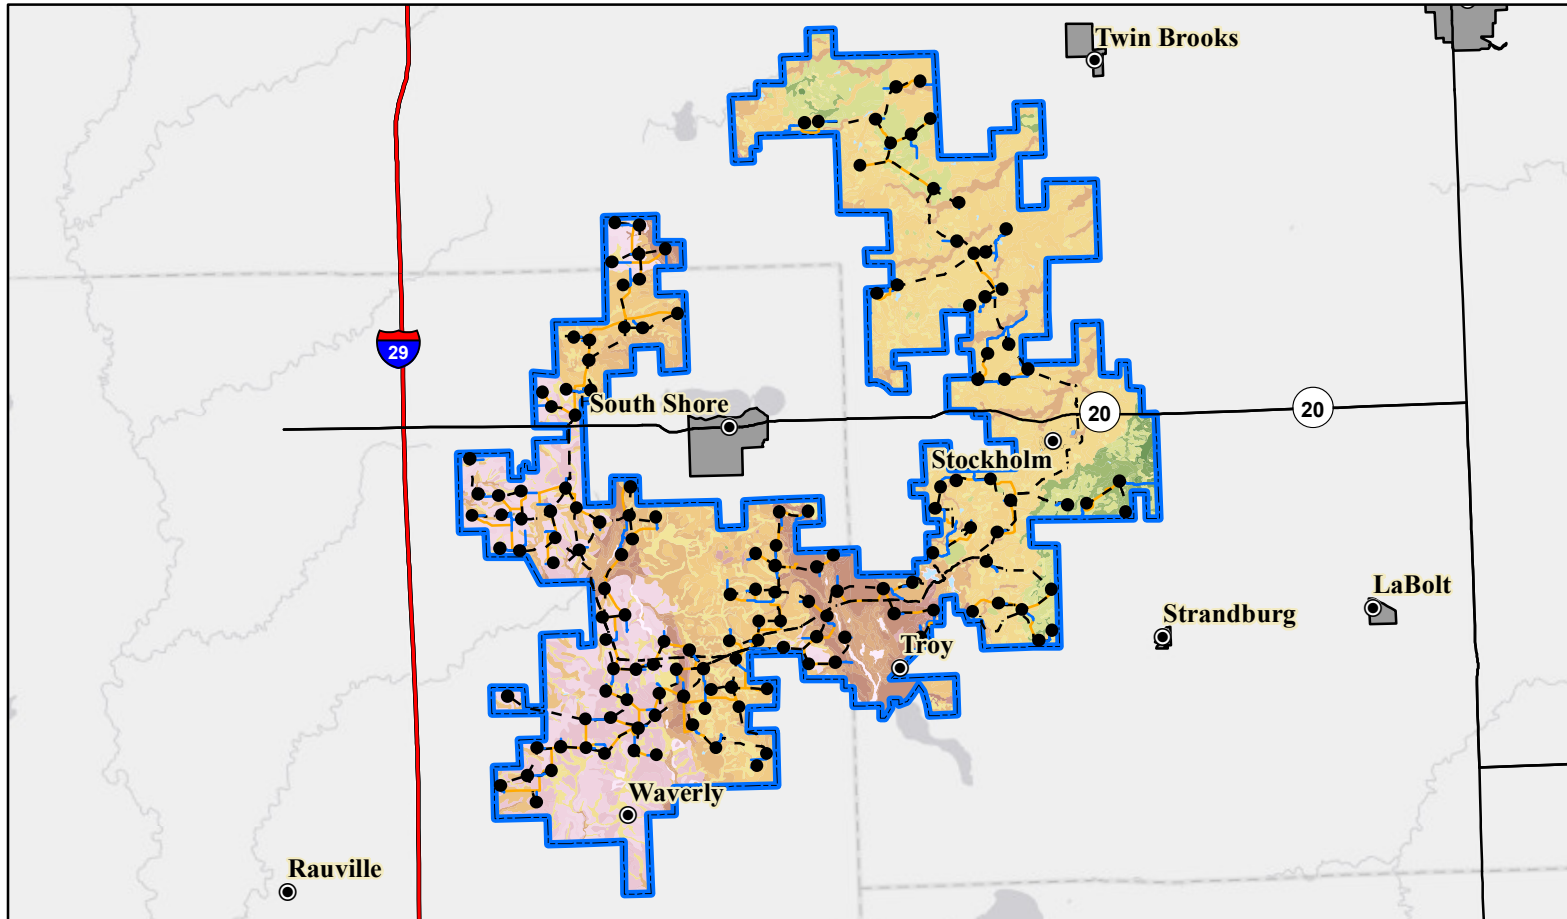 Twin Brooks
29
South Shore
20
20
Stockholm
LaBolt
Strandburg
Troy
Waverly
Rauville